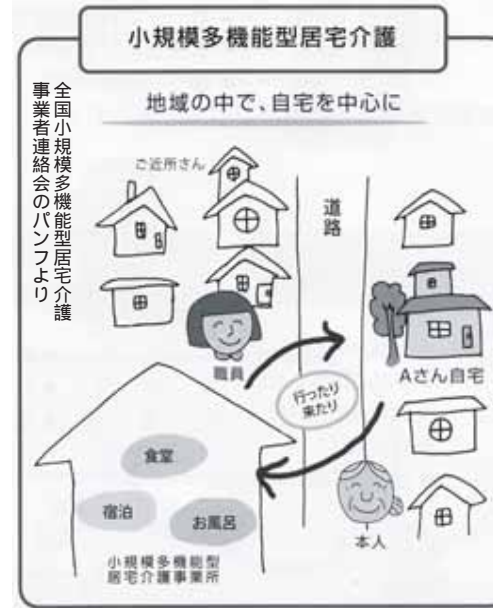 小規模多機能型居宅介護
地域の中で、自宅を中心に
全国小規模多機能型居宅介護
事業者連絡会のパンフより
ご近所さん
道路
職員
Aさん自宅
行ったり
来たり
食堂
宿泊
お風呂
本人
小規模多機能型
居宅介護事業所